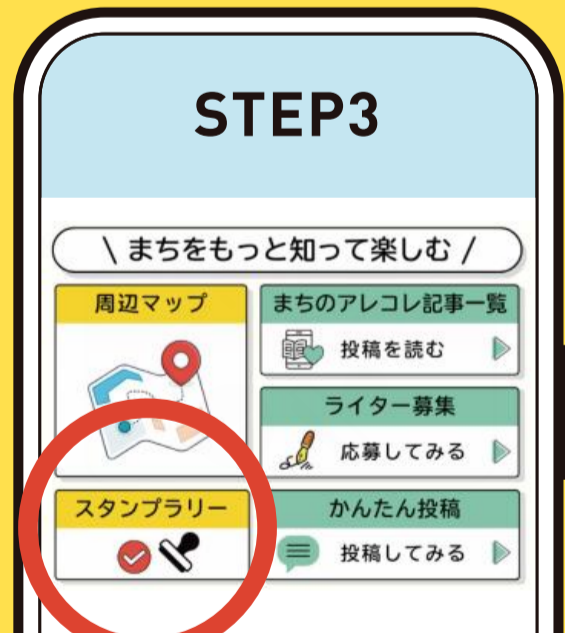 STEP3
\ まちをもっと知って楽しむ /
周辺マップ
まちのアレコレ記事一覧
投稿を読む
ライター募集
応募してみる
スタンプラリー
かんたん投稿
投稿してみる